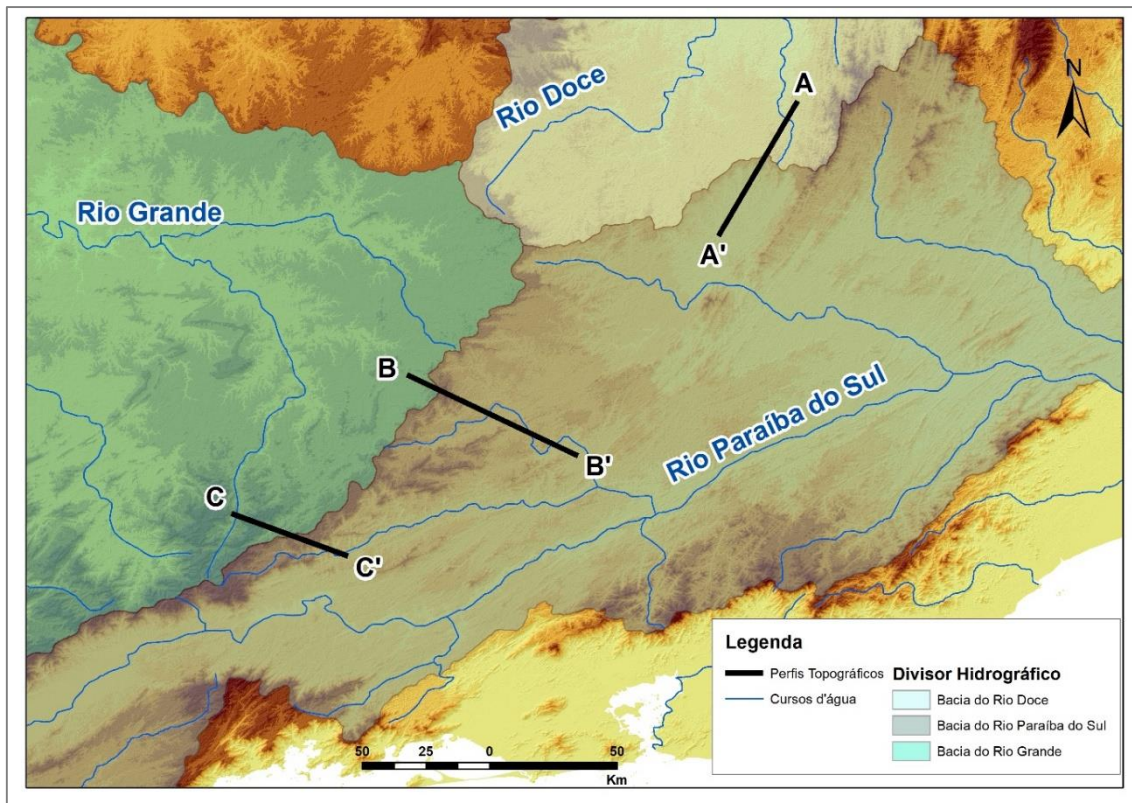 Rio Doce
A
N
Rio Grande
A'
B
Rio Paraíba do Sul
B'
C
C'
Legenda
Perfis Topográficos
Cursos d'água
Divisor Hidrográfico
Bacia do Rio Doce
Bacia do Rio Paraíba do Sul
Bacia do Rio Grande
50 25 0 50
Km